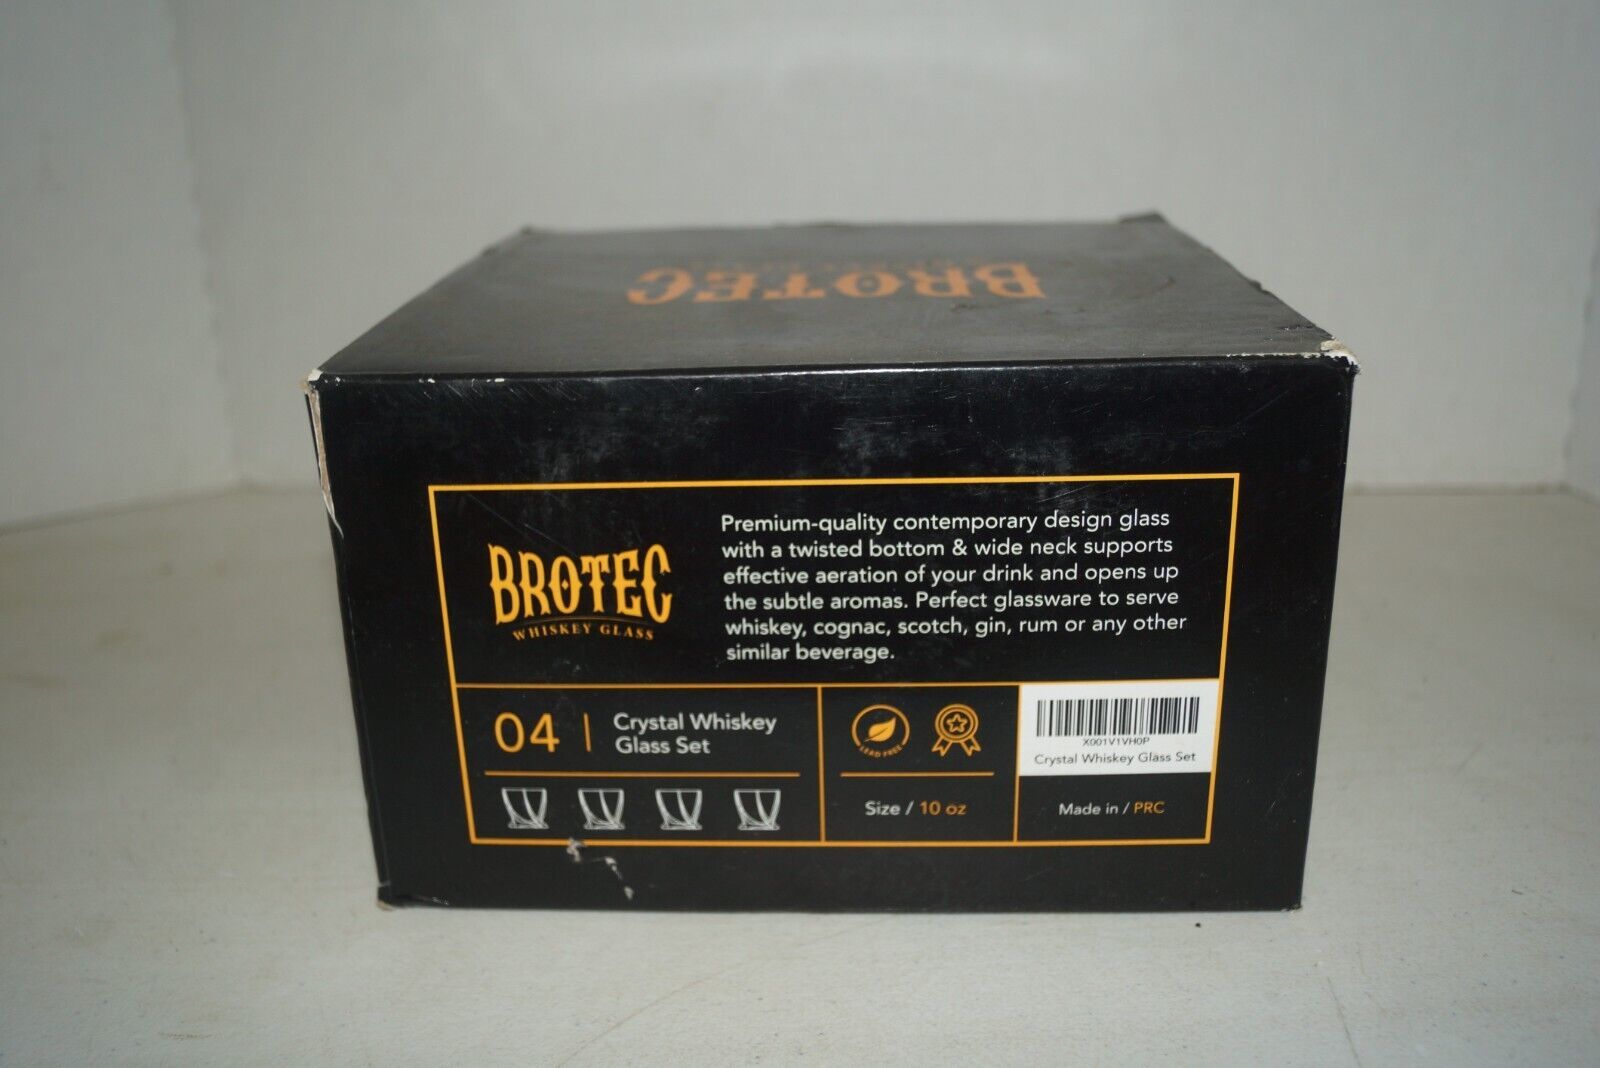 BROTEC
BROTEC
WHISKEY GLASS
Premium-quality contemporary design glass
with a twisted bottom & wide neck supports
effective aeration of your drink and opens up
the subtle aromas. Perfect glassware to serve
whiskey, cognac, scotch, gin, rum or any other
similar beverage.
04 | Crystal Whiskey
Glass Set
LEAD FREE
Size / 10 oz
X001V1VH0P
Crystal Whiskey Glass Set
Made in / PRC